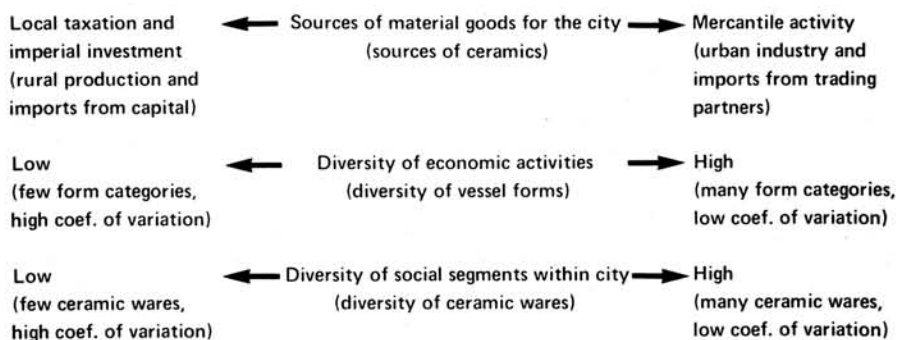 Local taxation and
imperial investment
(rural production and
imports from capital)
Sources of material goods for the city
(sources of ceramics)
Mercantile activity
(urban industry and
imports from trading
partners)
Low
(few form categories,
high coef. of variation)
Diversity of economic activities
(diversity of vessel forms)
High
(many form categories,
low coef. of variation)
Low
(few ceramic wares,
high coef. of variation)
Diversity of social segments within city
(diversity of ceramic wares)
High
(many ceramic wares,
low coef. of variation)